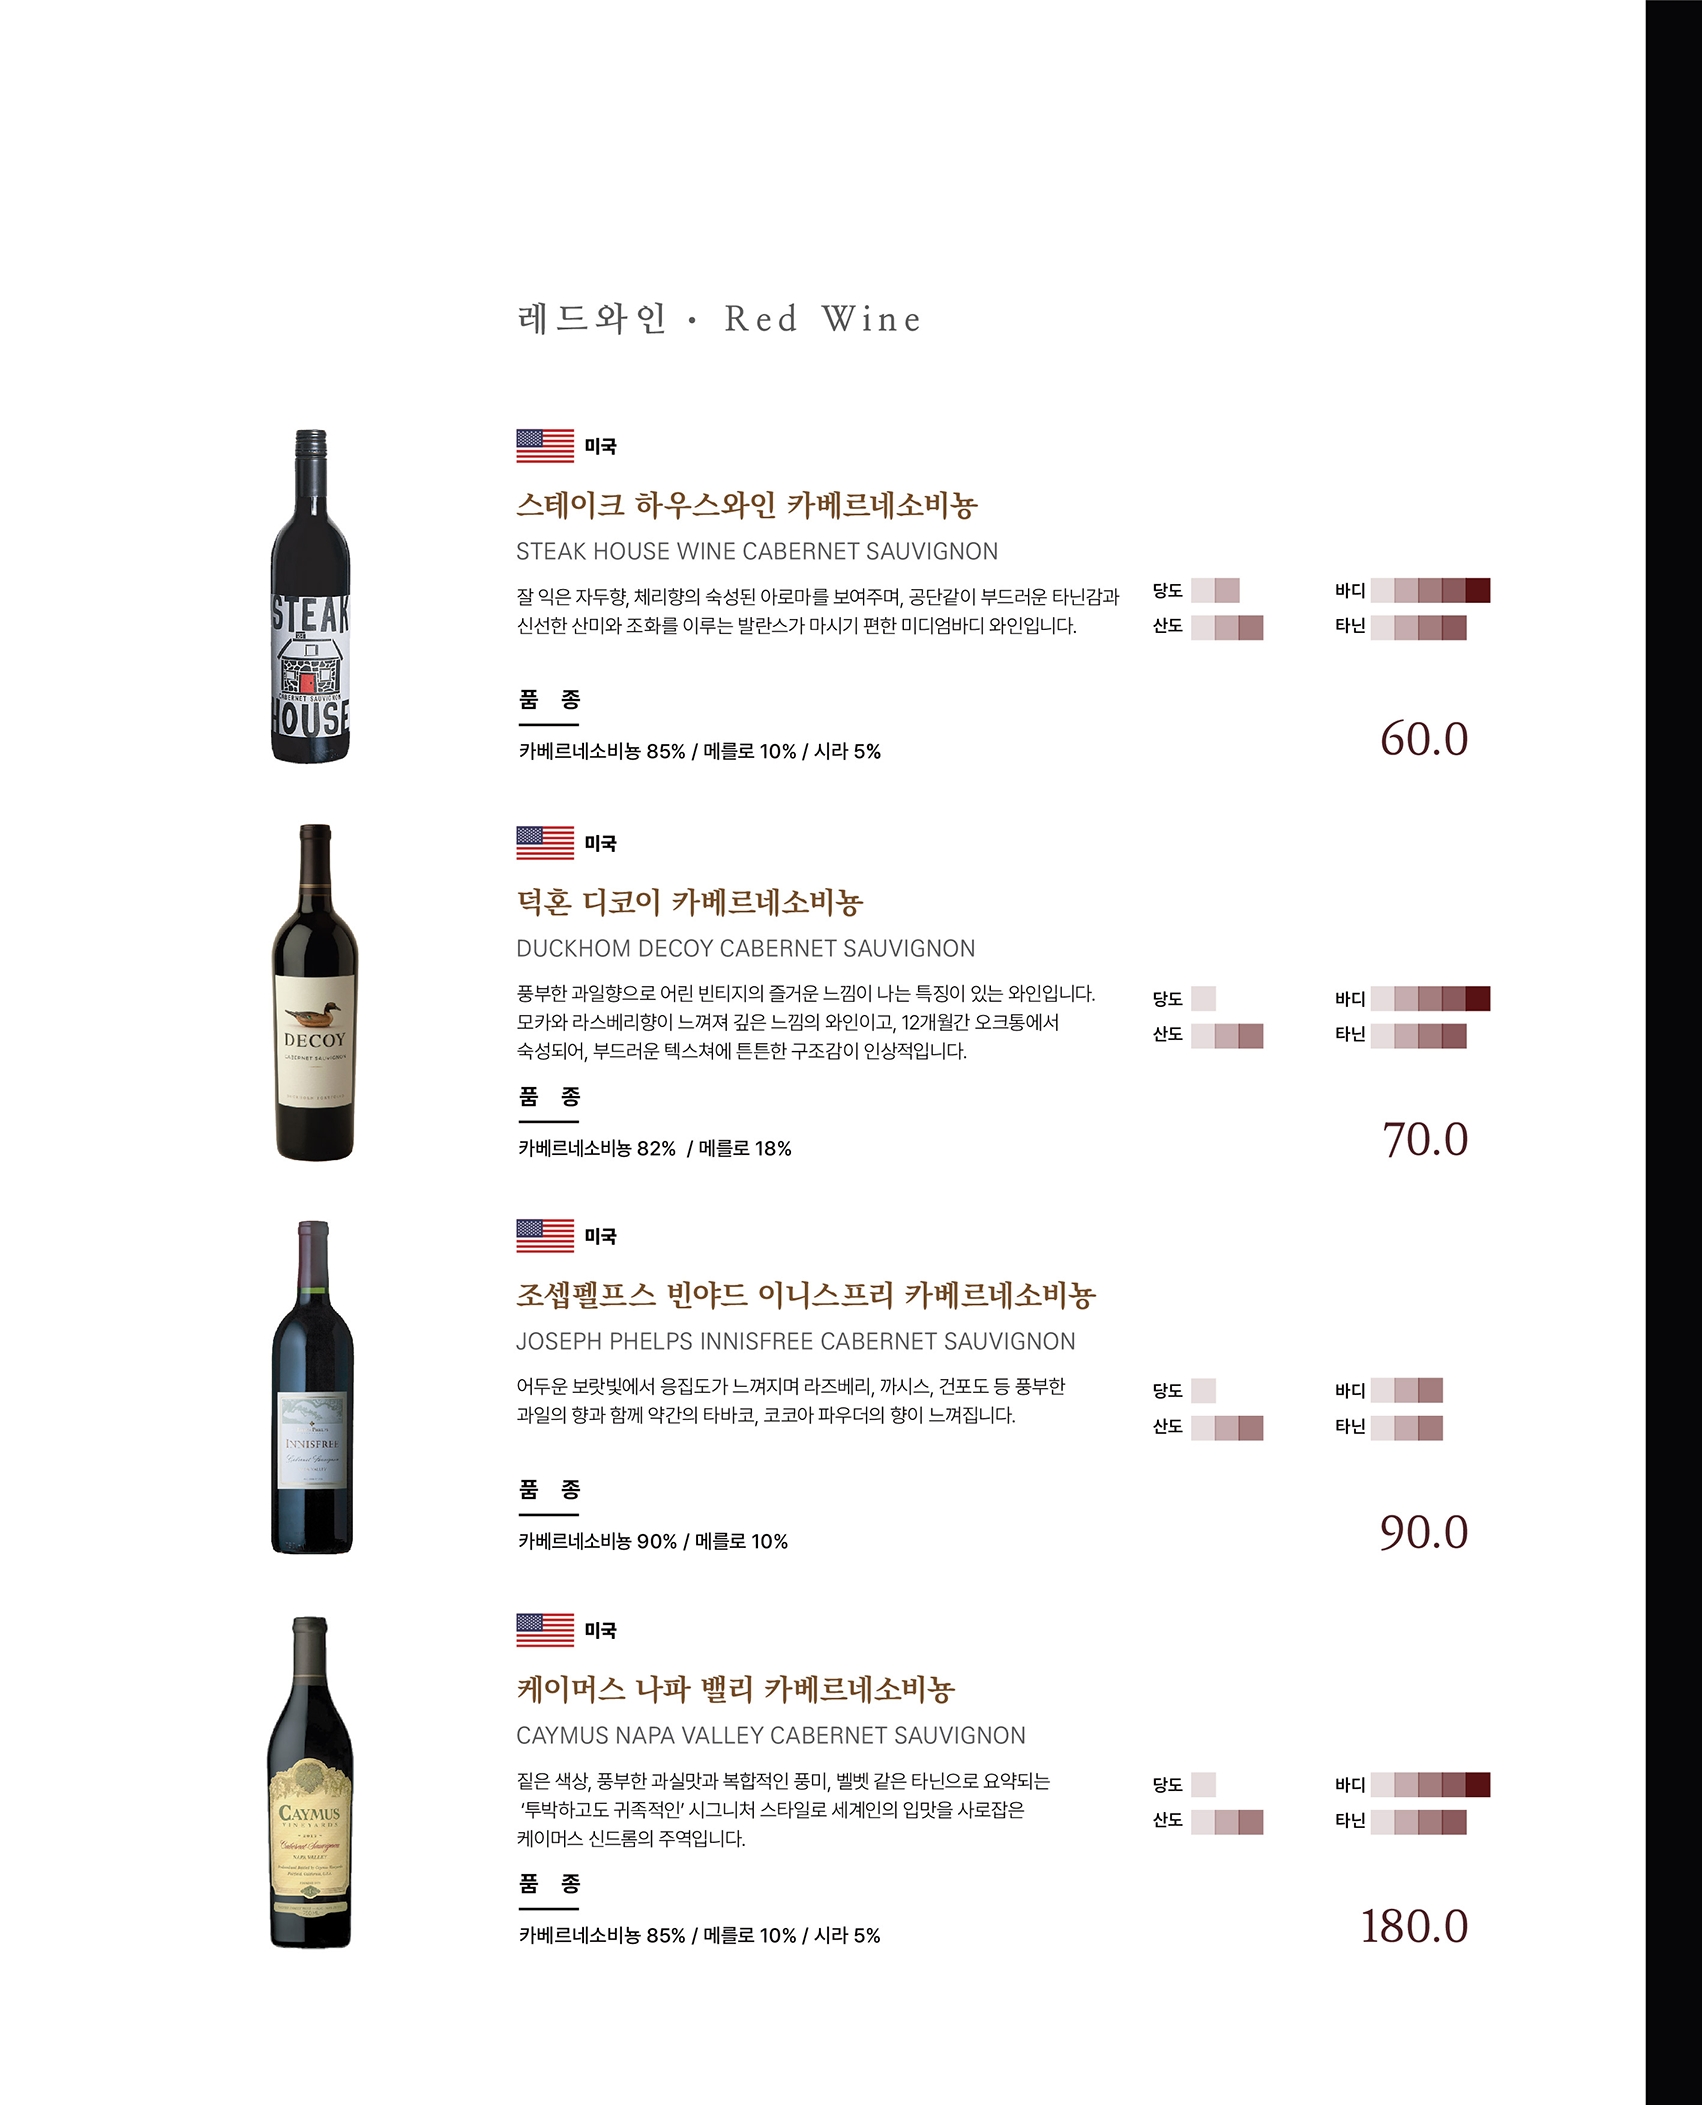 레드와인 · Red Wine
미국
스테이크 하우스와인 카베르네소비뇽
STEAK HOUSE WINE CABERNET SAUVIGNON
잘 익은 자두향, 체리향의 숙성된 아로마를 보여주며, 공단같이 부드러운 타닌감과
신선한 산미와 조화를 이루는 발란스가 마시기 편한 미디엄바디 와인입니다.
당도
바디
산도
타닌
품 종
카베르네소비뇽 85% / 메를로 10% / 시라 5%
60.0
STEAK
CABERNET SAUVIGNON
HOUSE
미국
덕혼 디코이 카베르네소비뇽
DUCKHOM DECOY CABERNET SAUVIGNON
풍부한 과일향으로 어린 빈티지의 즐거운 느낌이 나는 특징이 있는 와인입니다.
모카와 라스베리향이 느껴져 깊은 느낌의 와인이고, 12개월간 오크통에서
숙성되어, 부드러운 텍스쳐에 튼튼한 구조감이 인상적입니다.
당도
바디
산도
타닌
품 종
카베르네소비뇽 82% / 메를로 18%
70.0
DECOY
CABERNET SAUVIGNON
미국
조셉펠프스 빈야드 이니스프리 카베르네소비뇽
JOSEPH PHELPS INNISFREE CABERNET SAUVIGNON
어두운 보랏빛에서 응집도가 느껴지며 라즈베리, 까시스, 건포도 등 풍부한
과일의 향과 함께 약간의 타바코, 코코아 파우더의 향이 느껴집니다.
당도
바디
산도
타닌
품 종
카베르네소비뇽 90% / 메를로 10%
90.0
INNISFREE
Cabernet Sauvignon
미국
케이머스 나파 밸리 카베르네소비뇽
CAYMUS NAPA VALLEY CABERNET SAUVIGNON
짙은 색상, 풍부한 과실맛과 복합적인 풍미, 벨벳 같은 타닌으로 요약되는
‘투박하고도 귀족적인’ 시그니처 스타일로 세계인의 입맛을 사로잡은
케이머스 신드롬의 주역입니다.
당도
바디
산도
타닌
품 종
카베르네소비뇽 85% / 메를로 10% / 시라 5%
180.0
CAYMUS
VINEYARDS
Cabernet Sauvignon
NAPA VALLEY